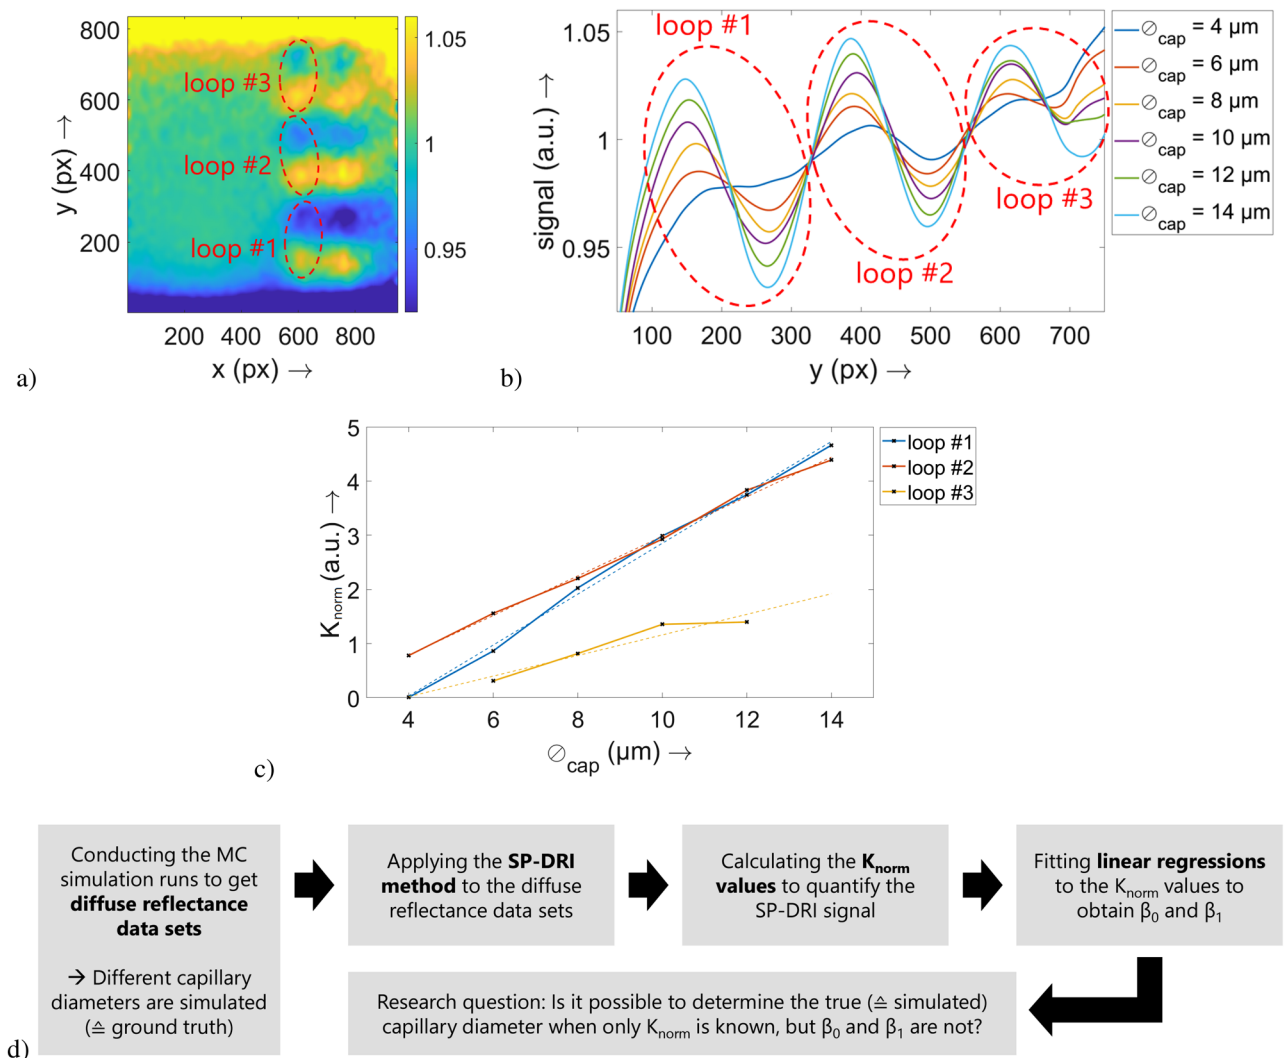 800
600
400
200
y (px) →
loop #3
loop #2
loop #1
1.05
1
0.95
200 400 600 800
x (px) →
a)
1.05
1
0.95
signal (a.u.) →
loop #1
loop #2
loop #3
100 200 300 400 500 600 700
y (px) →
b)
∅cap = 4 μm
∅cap = 6 μm
∅cap = 8 μm
∅cap = 10 μm
∅cap = 12 μm
∅cap = 14 μm
5
4
3
2
1
0
Knorm (a.u.) →
4 6 8 10 12 14
∅cap (μm) →
c)
loop #1
loop #2
loop #3
Conducting the MC
simulation runs to get
diffuse reflectance
data sets
→ Different capillary
diameters are simulated
(≙ ground truth)
Applying the SP-DRI
method to the diffuse
reflectance data sets
Calculating the Knorm
values to quantify the
SP-DRI signal
Fitting linear regressions
to the Knorm values to
obtain β0 and β1
Research question: Is it possible to determine the true (≙ simulated)
capillary diameter when only Knorm is known, but β0 and β1 are not?
d)